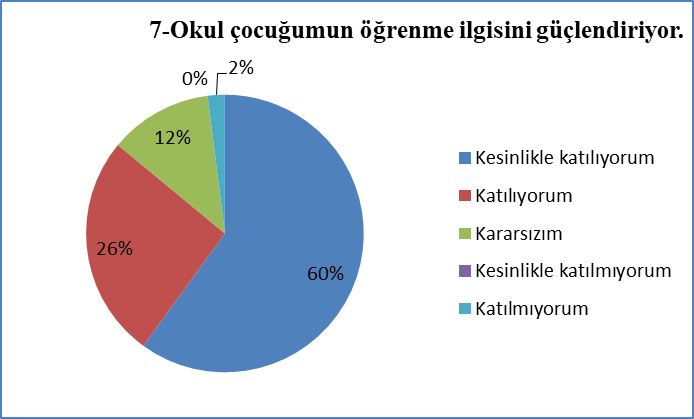 7-Okul çocuğumun öğrenme ilgisini güçlendiriyor.
0%
2%
12%
26%
60%
Kesinlikle katılıyorum
Katılıyorum
Kararsızım
Kesinlikle katılmıyorum
Katılmıyorum